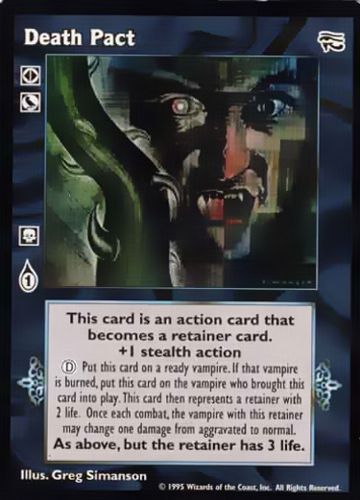 Death Pact
1
This card is an action card that
becomes a retainer card.
+1 stealth action
D Put this card on a ready vampire. If that vampire
is burned, put this card on the vampire who brought this
card into play. This card then represents a retainer with
2 life. Once each combat, the vampire with this retainer
may change one damage from aggravated to normal.
As above, but the retainer has 3 life.
Illus. Greg Simanson
© 1995 Wizards of the Coast, Inc. All Rights Reserved.